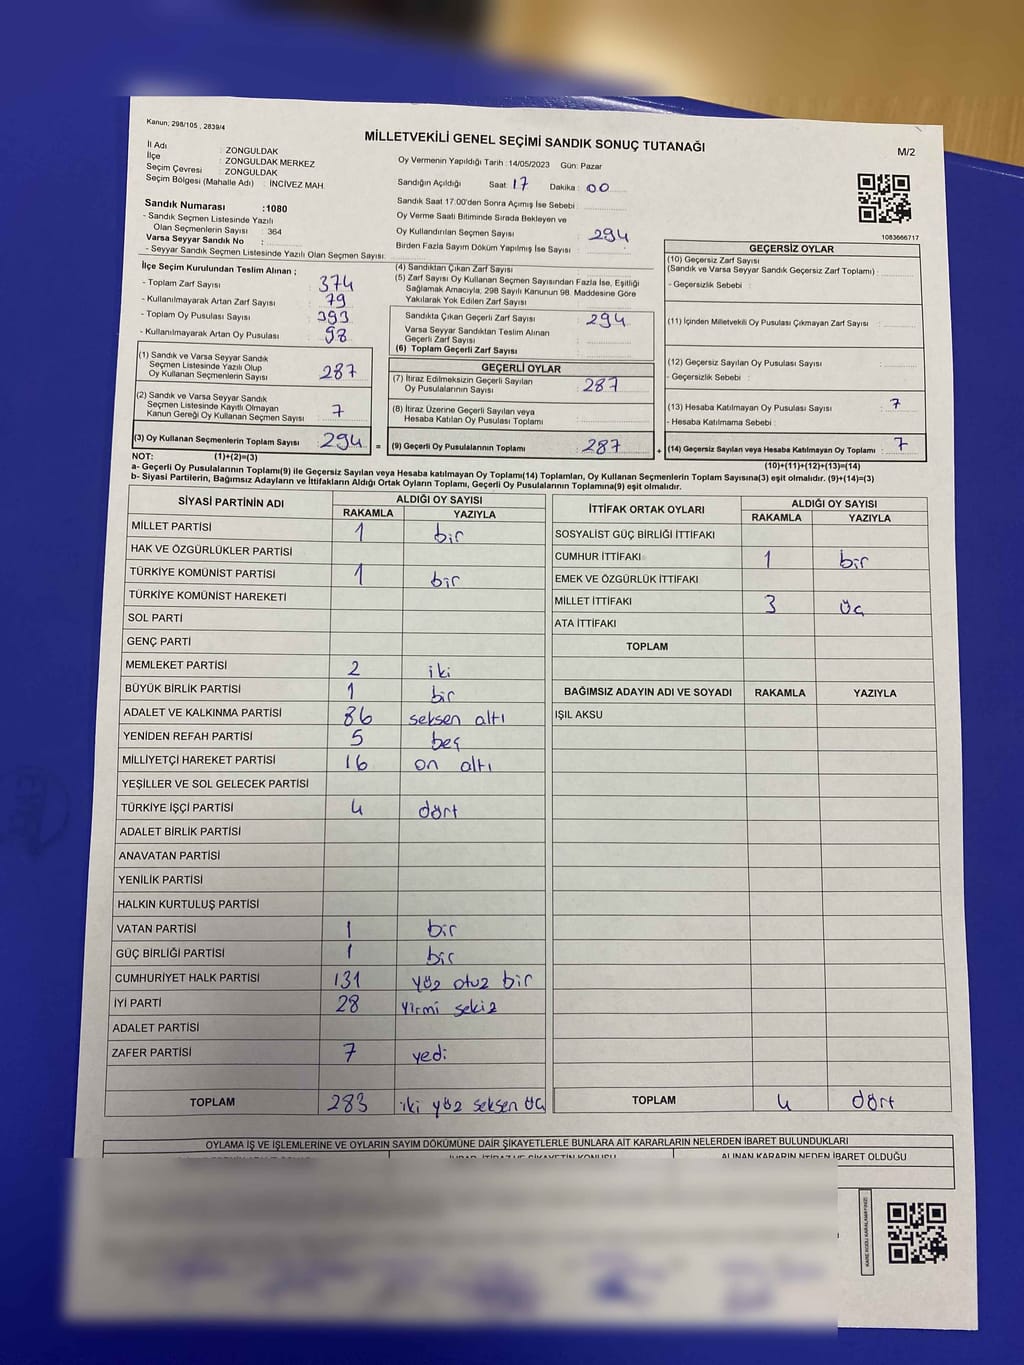 Kanun; 298/105 , 2839/4
MİLLETVEKİLİ GENEL SEÇİMİ SANDIK SONUÇ TUTANAĞI
M/2
İl Adı : ZONGULDAK
İlçe : ZONGULDAK MERKEZ
Seçim Çevresi : ZONGULDAK
Seçim Bölgesi (Mahalle Adı) : İNCİVEZ MAH.
Oy Vermenin Yapıldığı Tarih :14/05/2023 Gün: Pazar
Sandığın Açıldığı Saat: 17 Dakika: 00
Sandık Saat 17.00'den Sonra Açımış İse Sebebi :
Oy Verme Saati Bitiminde Sırada Bekleyen ve
Oy Kullandırılan Seçmen Sayısı : 294
Birden Fazla Sayım Döküm Yapılmış İse Sayısı :
1083666717
Sandık Numarası :1080
- Sandık Seçmen Listesinde Yazılı
Olan Seçmenlerin Sayısı : 364
Varsa Seyyar Sandık No :
- Seyyar Sandık Seçmen Listesinde Yazılı Olan Seçmen Sayısı:
İlçe Seçim Kurulundan Teslim Alınan ;
- Toplam Zarf Sayısı : 374
- Kullanılmayarak Artan Zarf Sayısı : 79
- Toplam Oy Pusulası Sayısı : 393
- Kullanılmayarak Artan Oy Pusulası : 98
(1) Sandık ve Varsa Seyyar Sandık
Seçmen Listesinde Yazılı Olup
Oy Kullanan Seçmenlerin Sayısı : 287
(2) Sandık ve Varsa Seyyar Sandık
Seçmen Listesinde Kayıtlı Olmayan
Kanun Gereği Oy Kullanan Seçmen Sayısı : 7
(3) Oy Kullanan Seçmenlerin Toplam Sayısı : 294 =
(4) Sandıktan Çıkan Zarf Sayısı :
(5) Zarf Sayısı Oy Kullanan Seçmen Sayısından Fazla İse, Eşitliği
Sağlamak Amacıyla, 298 Sayılı Kanunun 98. Maddesine Göre
Yakılarak Yok Edilen Zarf Sayısı :
Sandıkta Çıkan Geçerli Zarf Sayısı : 294
Varsa Seyyar Sandıktan Teslim Alınan
Geçerli Zarf Sayısı :
(6) Toplam Geçerli Zarf Sayısı :
GEÇERLİ OYLAR
(7) İtiraz Edilmeksizin Geçerli Sayılan
Oy Pusulalarının Sayısı : 287
(8) İtiraz Üzerine Geçerli Sayılan veya
Hesaba Katılan Oy Pusulası Toplamı :
(9) Geçerli Oy Pusulalarının Toplamı : 287 +
GEÇERSİZ OYLAR
(10) Geçersiz Zarf Sayısı
(Sandık ve Varsa Seyyar Sandık Geçersiz Zarf Toplamı) :
- Geçersizlik Sebebi :
(11) İçinden Milletvekili Oy Pusulası Çıkmayan Zarf Sayısı :
(12) Geçersiz Sayılan Oy Pusulası Sayısı :
- Geçersizlik Sebebi :
(13) Hesaba Katılmayan Oy Pusulası Sayısı : 7
- Hesaba Katılmama Sebebi :
(14) Geçersiz Sayılan veya Hesaba Katılmayan Oy Toplamı : 7
NOT: (1)+(2)=(3)
(10)+(11)+(12)+(13)=(14)
a- Geçerli Oy Pusulalarının Toplamı(9) ile Geçersiz Sayılan veya Hesaba katılmayan Oy Toplamı(14) Toplamları, Oy Kullanan Seçmenlerin Toplam Sayısına(3) eşit olmalıdır. (9)+(14)=(3)
b- Siyasi Partilerin, Bağımsız Adayların ve İttifakların Aldığı Ortak Oyların Toplamı, Geçerli Oy Pusulalarının Toplamına(9) eşit olmalıdır.
SİYASİ PARTİNİN ADI ALDIĞI OY SAYISI
RAKAMLA YAZIYLA
MİLLET PARTİSİ 1 bir
HAK VE ÖZGÜRLÜKLER PARTİSİ
TÜRKİYE KOMÜNİST PARTİSİ 1 bir
TÜRKİYE KOMÜNİST HAREKETİ
SOL PARTİ
GENÇ PARTİ
MEMLEKET PARTİSİ 2 iki
BÜYÜK BİRLİK PARTİSİ 1 bir
ADALET VE KALKINMA PARTİSİ 86 seksen altı
YENİDEN REFAH PARTİSİ 5 beş
MİLLİYETÇİ HAREKET PARTİSİ 16 on altı
YEŞİLLER VE SOL GELECEK PARTİSİ
TÜRKİYE İŞÇİ PARTİSİ 4 dört
ADALET BİRLİK PARTİSİ
ANAVATAN PARTİSİ
YENİLİK PARTİSİ
HALKIN KURTULUŞ PARTİSİ
VATAN PARTİSİ 1 bir
GÜÇ BİRLİĞİ PARTİSİ 1 bir
CUMHURİYET HALK PARTİSİ 131 yüz otuz bir
İYİ PARTİ 28 yirmi sekiz
ADALET PARTİSİ
ZAFER PARTİSİ 7 yedi
TOPLAM 283 iki yüz seksen üç
İTTİFAK ORTAK OYLARI ALDIĞI OY SAYISI
RAKAMLA YAZIYLA
SOSYALİST GÜÇ BİRLİĞİ İTTİFAKI
CUMHUR İTTİFAKI 1 bir
EMEK VE ÖZGÜRLÜK İTTİFAKI
MİLLET İTTİFAKI 3 üç
ATA İTTİFAKI
TOPLAM
BAĞIMSIZ ADAYIN ADI VE SOYADI RAKAMLA YAZIYLA
IŞIL AKSU
TOPLAM 4 dört
OYLAMA İŞ VE İŞLEMLERİNE VE OYLARIN SAYIM DÖKÜMÜNE DAİR ŞİKAYETLERLE BUNLARA AİT KARARLARIN NELERDEN İBARET BULUNDUKLARI
ALINAN KARARIN NEDEN İBARET OLDUĞU